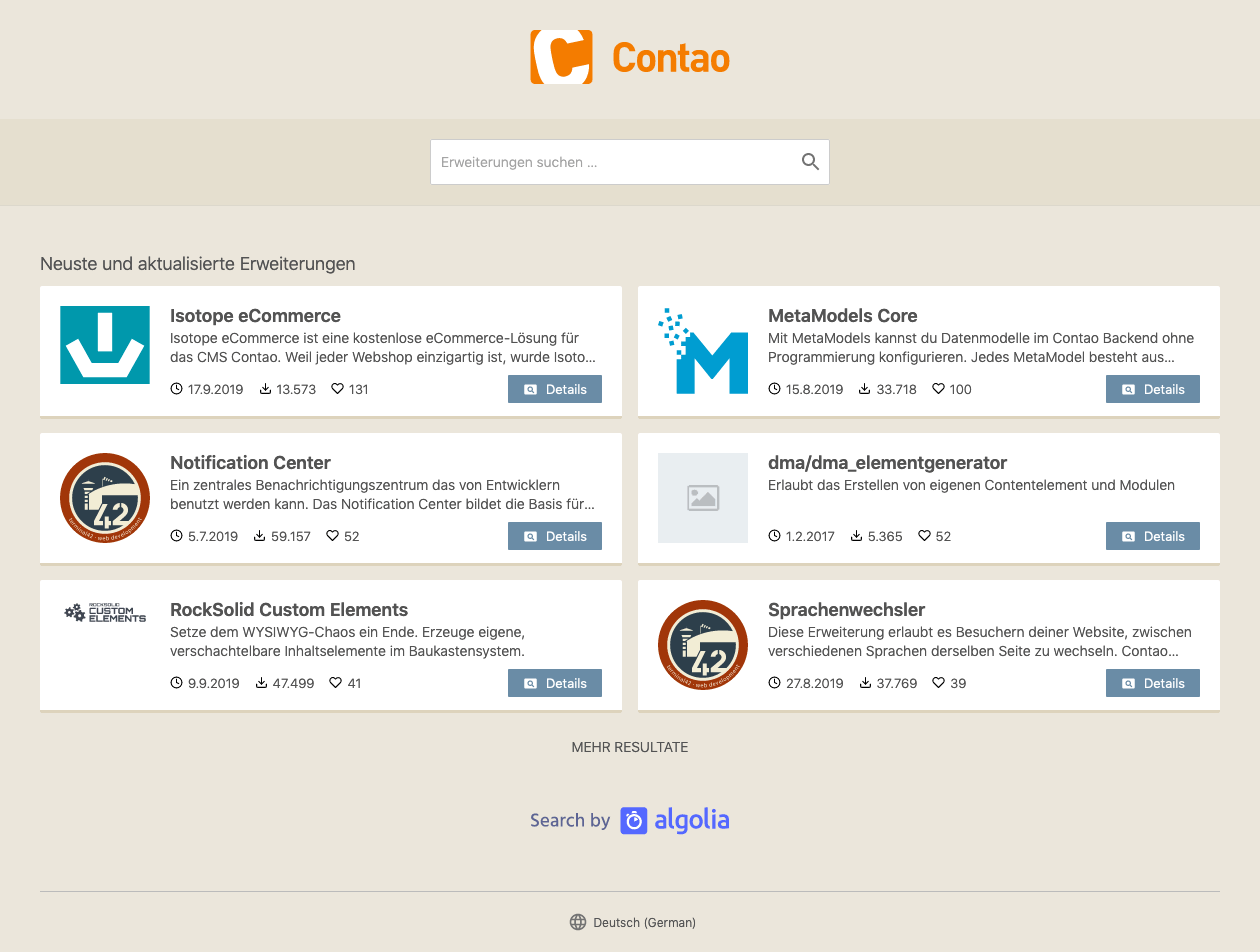 Contao
Erweiterungen suchen ...
Neuste und aktualisierte Erweiterungen
Isotope eCommerce
Isotope eCommerce ist eine kostenlose eCommerce-Lösung für
das CMS Contao. Weil jeder Webshop einzigartig ist, wurde Isoto...
17.9.2019 13.573 131 Details
MetaModels Core
Mit MetaModels kannst du Datenmodelle im Contao Backend ohne
Programmierung konfigurieren. Jedes MetaModel besteht aus...
15.8.2019 33.718 100 Details
42
terminal42 · web development
Notification Center
Ein zentrales Benachrichtigungszentrum das von Entwicklern
benutzt werden kann. Das Notification Center bildet die Basis für...
5.7.2019 59.157 52 Details
dma/dma_elementgenerator
Erlaubt das Erstellen von eigenen Contentelement und Modulen
1.2.2017 5.365 52 Details
ROCKSOLID
CUSTOM
ELEMENTS
RockSolid Custom Elements
Setze dem WYSIWYG-Chaos ein Ende. Erzeuge eigene,
verschachtelbare Inhaltselemente im Baukastensystem.
9.9.2019 47.499 41 Details
42
terminal42 · web development
Sprachenwechsler
Diese Erweiterung erlaubt es Besuchern deiner Website, zwischen
verschiedenen Sprachen derselben Seite zu wechseln. Contao...
27.8.2019 37.769 39 Details
MEHR RESULTATE
Search by algolia
Deutsch (German)